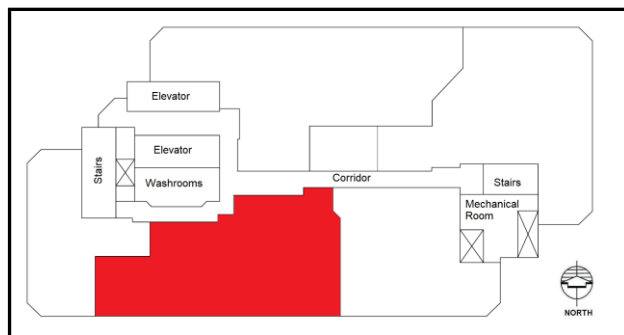 Elevator
Elevator
Stairs
Washrooms
Corridor
Stairs
Mechanical
Room
NORTH